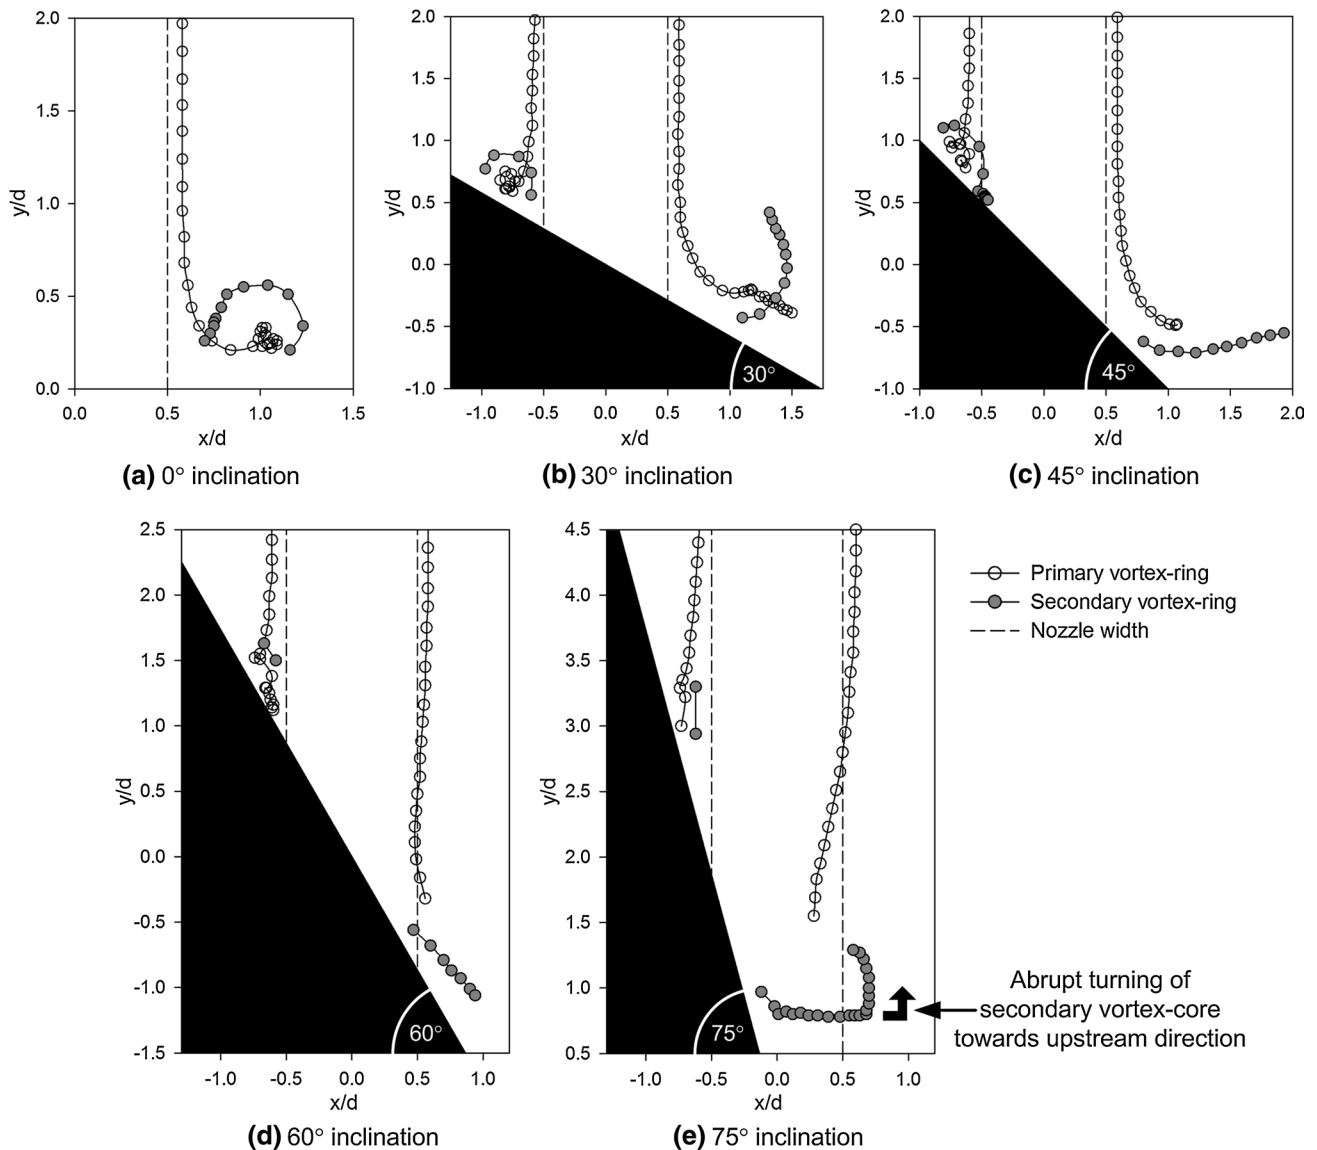 2.0
1.5
1.0
0.5
0.0
y/d
0.0 0.5 1.0 1.5
x/d
(a) 0° inclination
2.0
1.5
1.0
0.5
0.0
-0.5
-1.0
y/d
30°
-1.0 -0.5 0.0 0.5 1.0 1.5
x/d
(b) 30° inclination
2.0
1.5
1.0
0.5
0.0
-0.5
-1.0
y/d
45°
-1.0 -0.5 0.0 0.5 1.0 1.5 2.0
x/d
(c) 45° inclination
2.5
2.0
1.5
1.0
0.5
0.0
-0.5
-1.0
-1.5
y/d
60°
-1.0 -0.5 0.0 0.5 1.0
x/d
(d) 60° inclination
4.5
4.0
3.5
3.0
2.5
2.0
1.5
1.0
0.5
y/d
75°
-1.0 -0.5 0.0 0.5 1.0
x/d
(e) 75° inclination
Primary vortex-ring
Secondary vortex-ring
Nozzle width
Abrupt turning of
secondary vortex-core
towards upstream direction